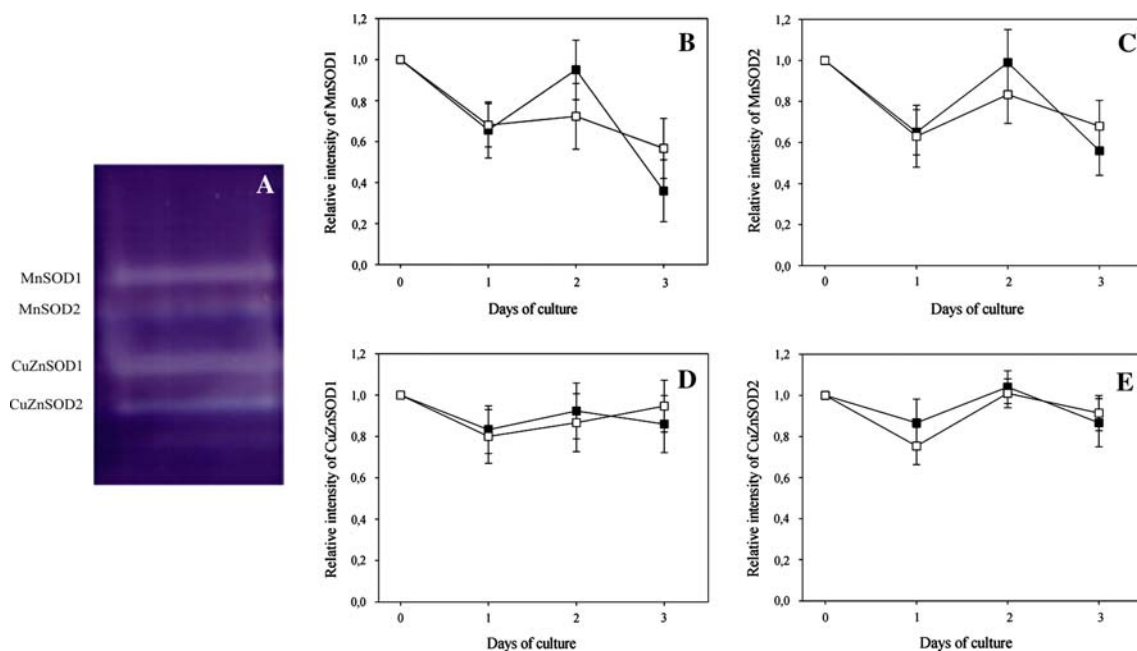 A
MnSOD1
MnSOD2
CuZnSOD1
CuZnSOD2
B
Relative intensity of MnSOD1
1,2
1,0
0,8
0,6
0,4
0,2
0,0
0 1 2 3
Days of culture
C
Relative intensity of MnSOD2
1,2
1,0
0,8
0,6
0,4
0,2
0,0
0 1 2 3
Days of culture
D
Relative intensity of CuZnSOD1
1,2
1,0
0,8
0,6
0,4
0,2
0,0
0 1 2 3
Days of culture
E
Relative intensity of CuZnSOD2
1,2
1,0
0,8
0,6
0,4
0,2
0,0
0 1 2 3
Days of culture